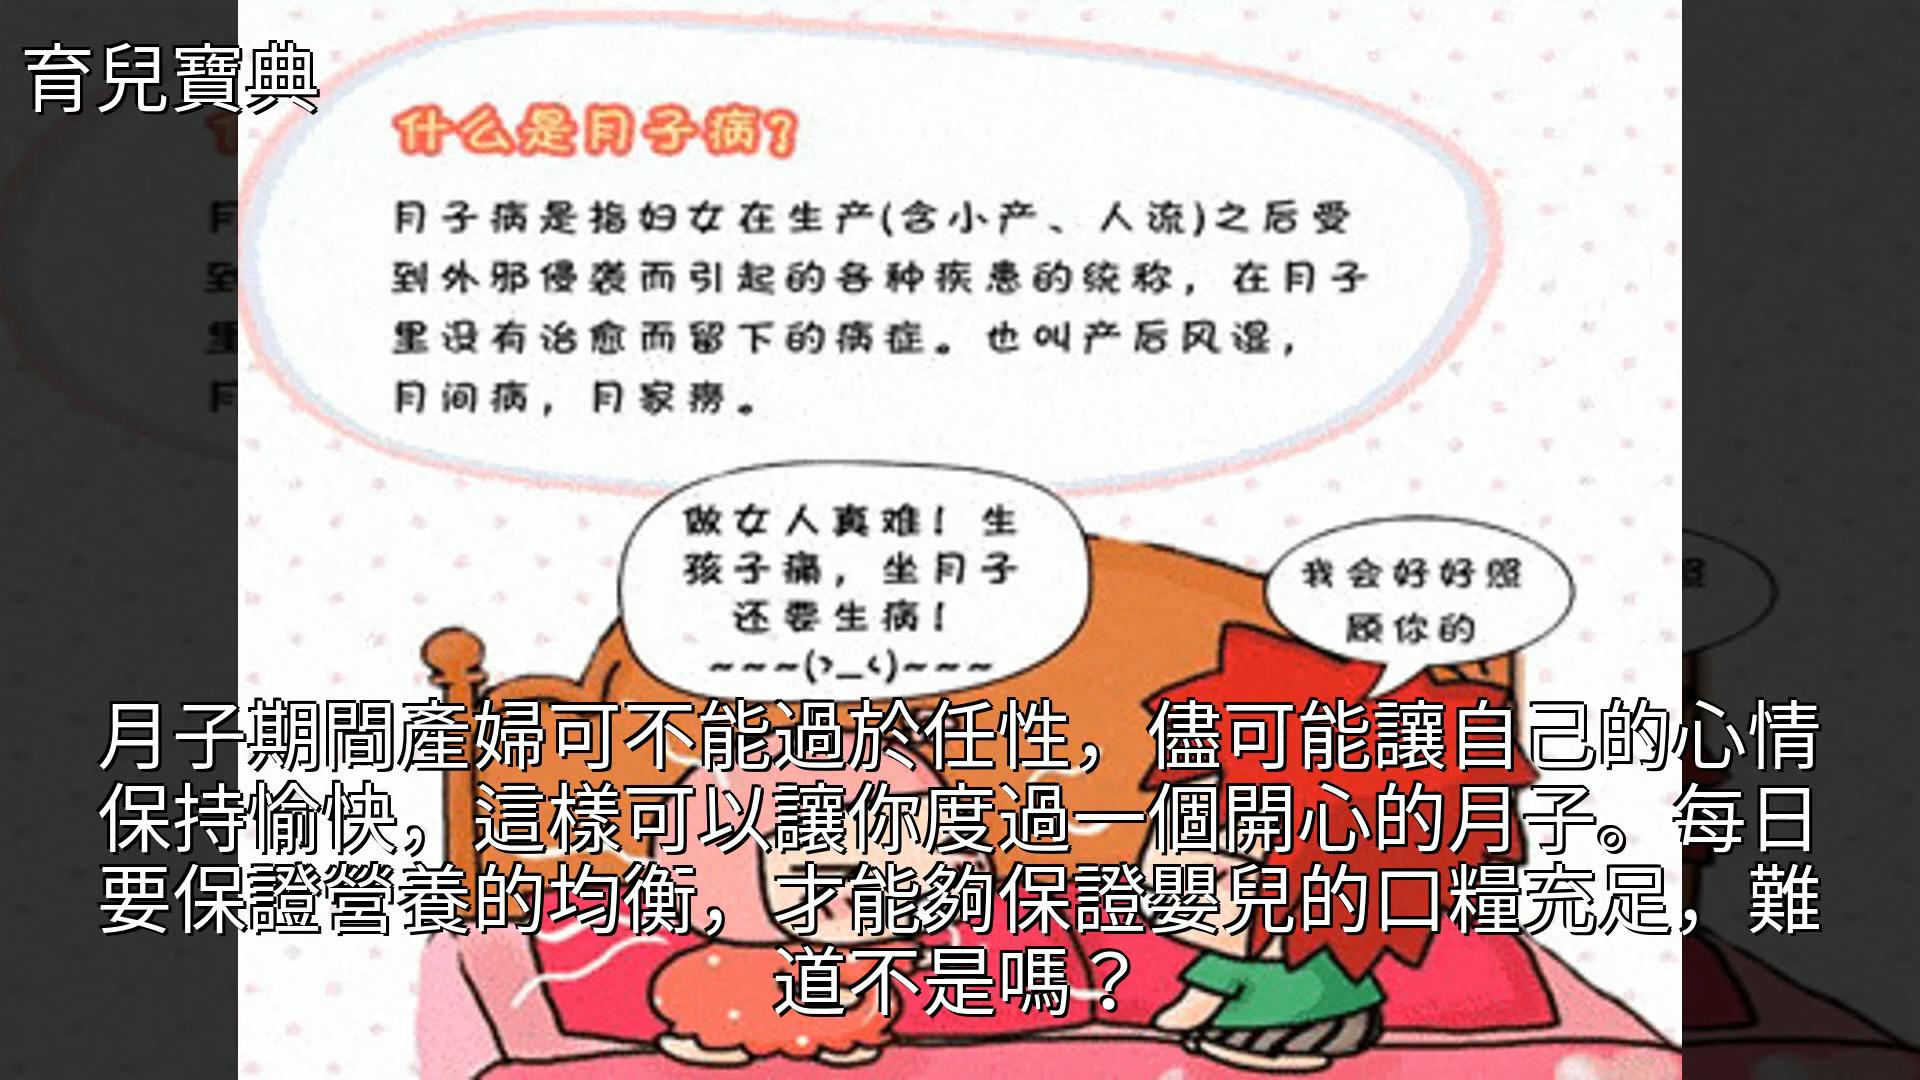 育兒寶典
什么是月子病?
月子病是指妇女在生产(含小产、人流)之后受
到外邪侵袭而引起的各种疾患的统称，在月子
里没有治愈而留下的病症。也叫产后风湿，
月间病，月家痨。
做女人真难！生
孩子痛，坐月子
还要生病！
~~~(>_<)~~~
我会好好照
顾你的
月子期間產婦可不能過於任性，儘可能讓自己的心情
保持愉快，這樣可以讓你度過一個開心的月子。每日
要保證營養的均衡，才能夠保證嬰兒的口糧充足，難
道不是嗎？